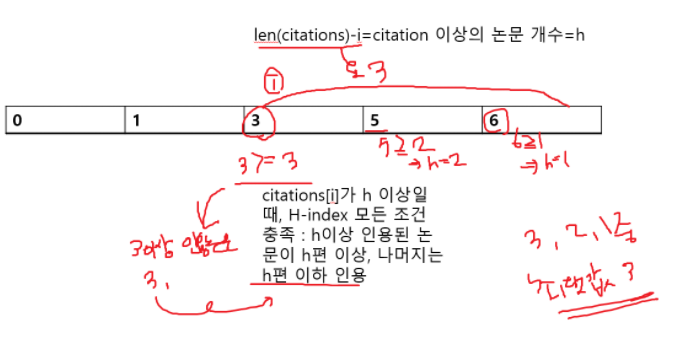 len(citations)-i=citation 이상의 논문 개수=h
i
3
0 1 3 5 6
3 >= 3
5 ≥ 2
⇒ h=2
6≥1
⇒ h=1
citations[i]가 h 이상일
때, H-index 모든 조건
충족 : h이상 인용된 논
문이 h편 이상, 나머지는
h편 이하 인용
3이상
3,
3, 2, 1중
최댓값 3